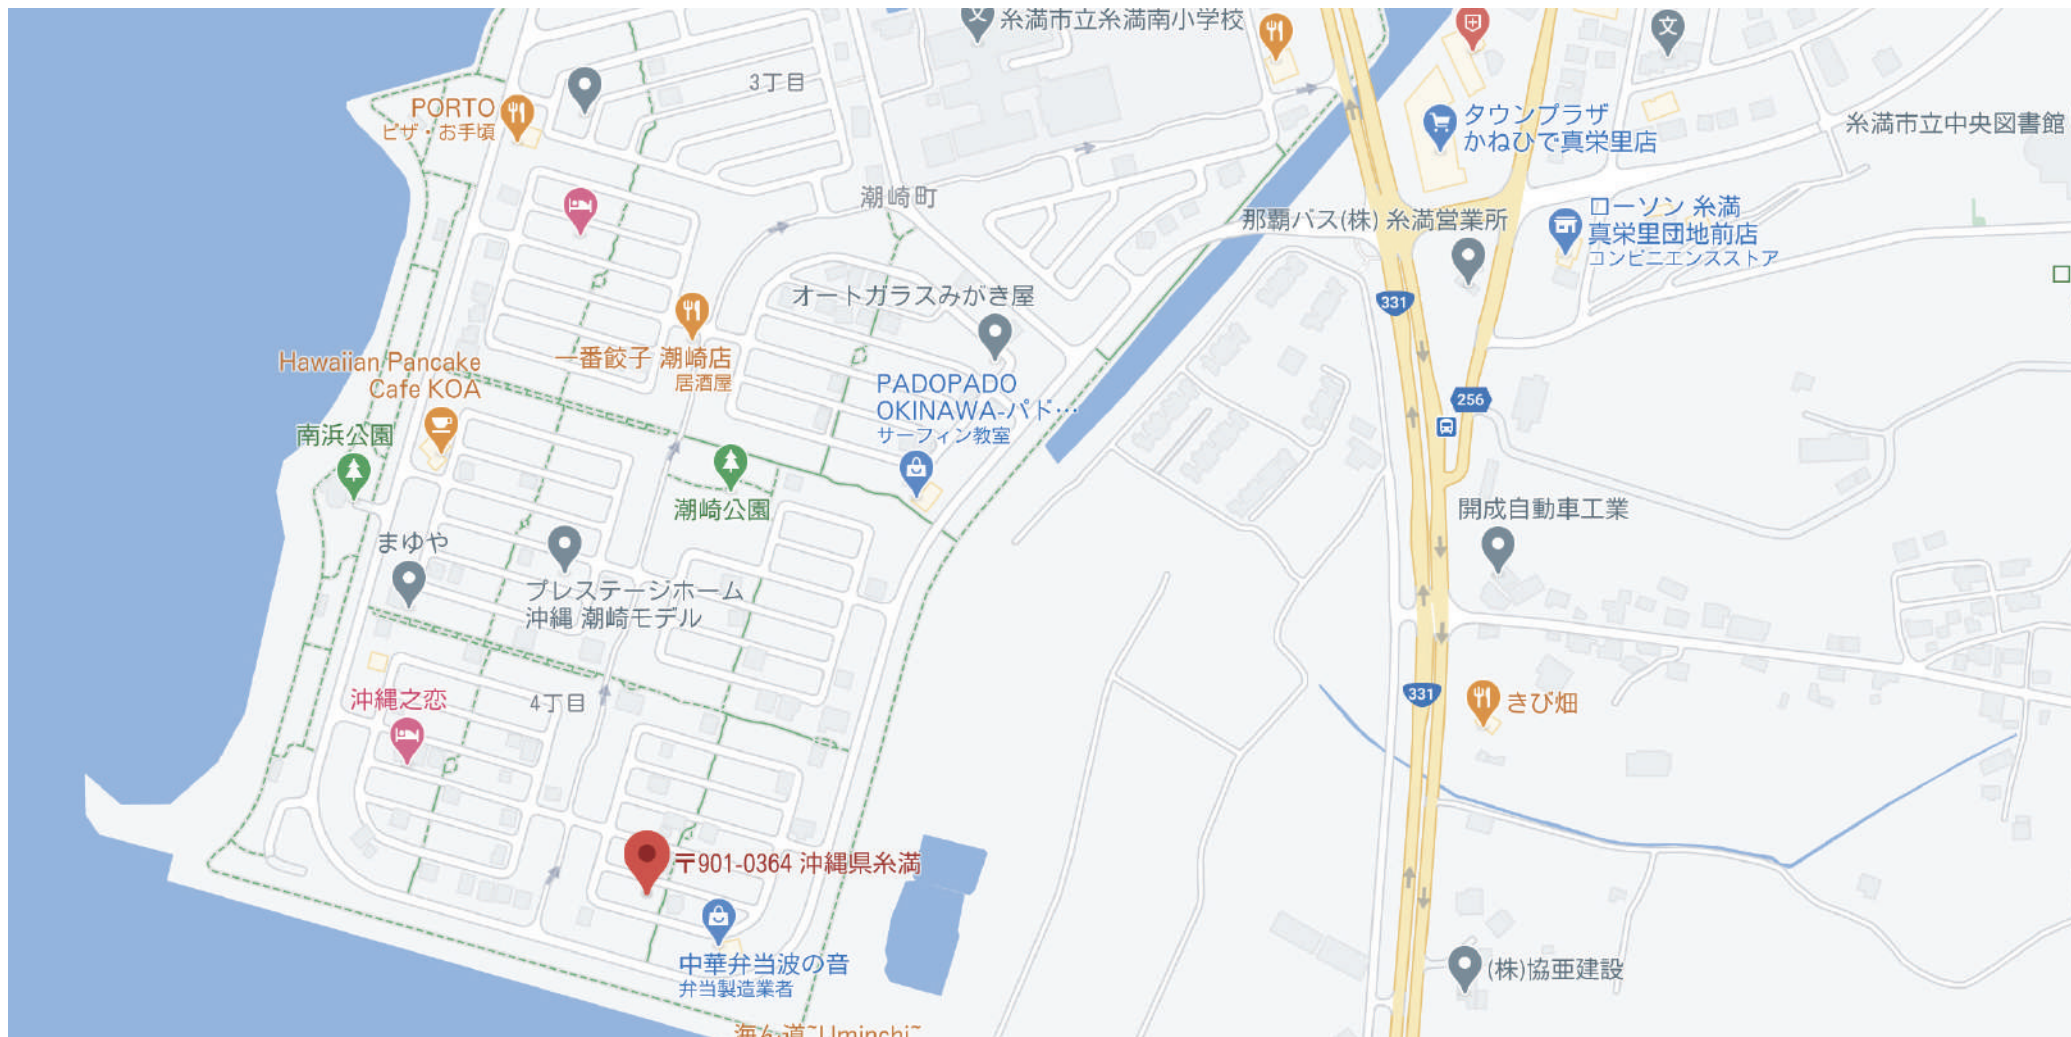 糸満市立糸満南小学校
3丁目
PORTO
ピザ・お手頃
タウンプラザ
かねひで真栄里店
糸満市立中央図書館
潮崎町
那覇バス(株) 糸満営業所
ローソン 糸満
真栄里団地前店
コンビニエンスストア
オートガラスみがき屋
331
一番餃子 潮崎店
居酒屋
Hawaiian Pancake
Cafe KOA
PADOPADO
OKINAWA-パド…
サーフィン教室
256
南浜公園
潮崎公園
開成自動車工業
まゆや
プレステージホーム
沖縄 潮崎モデル
沖縄之恋
4丁目
331
きび畑
〒901-0364 沖縄県糸満
中華弁当波の音
弁当製造業者
(株)協亜建設
海ん道~Uminchi~